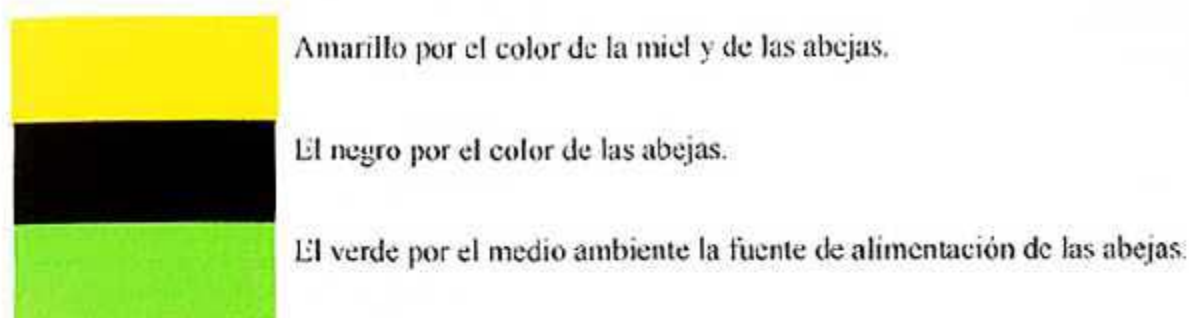 Amarillo por el color de la miel y de las abejas.
El negro por el color de las abejas.
El verde por el medio ambiente la fuente de alimentación de las abejas.